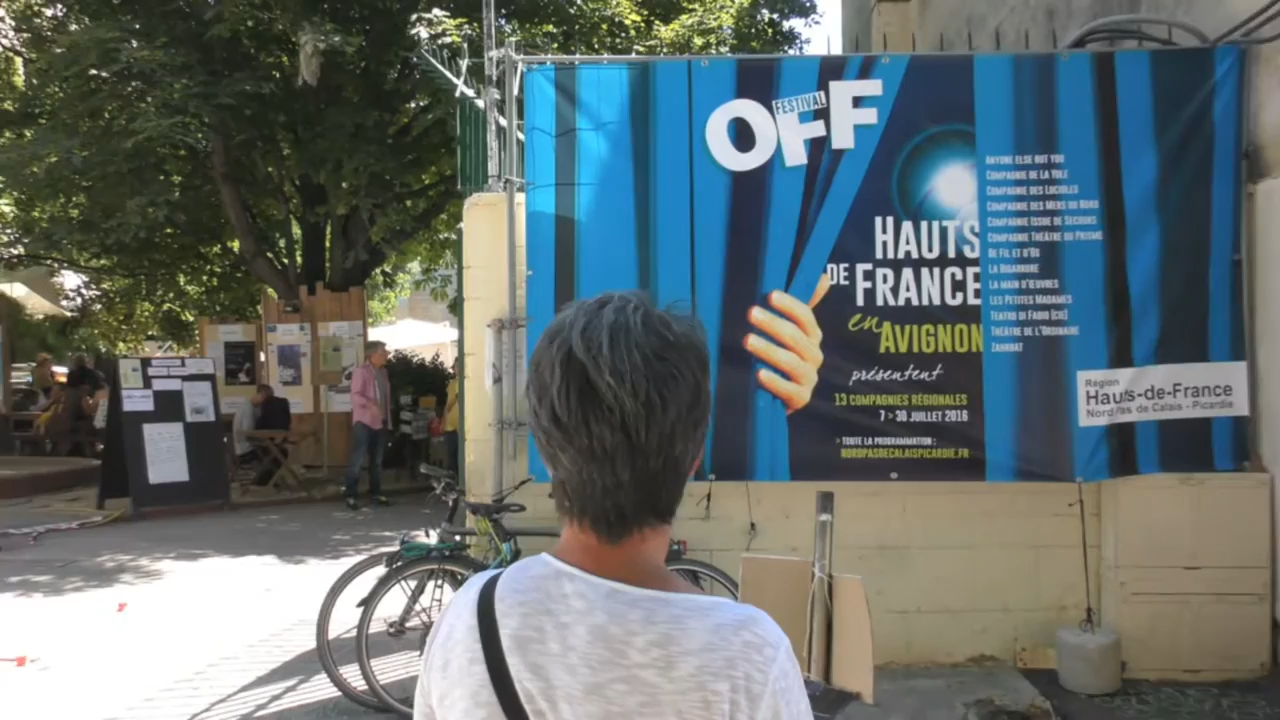 OFF
FESTIVAL
HAUTS
DE FRANCE
en AVIGNON
présentent
13 COMPAGNIES RÉGIONALES
7 > 30 JUILLET 2016
> TOUTE LA PROGRAMMATION :
NORDPASDECALAISPICARDIE.FR
ANYONE ELSE BUT YOU
COMPAGNIE DE LA YOLE
COMPAGNIE DES LUCIOLES
COMPAGNIE DES MERS DU NORD
COMPAGNIE ISSUE DE SECOURS
COMPAGNIE THÉÂTRE DU PRISME
DE FIL ET D'OS
LA BIGARRURE
LA MAIN D'ŒUVRES
LES PETITES MADAMES
TEATRO DI FABIO [CIE]
THÉÂTRE DE L'ORDINAIRE
ZAHRBAT
Région
Hauts-de-France
Nord Pas de Calais - Picardie